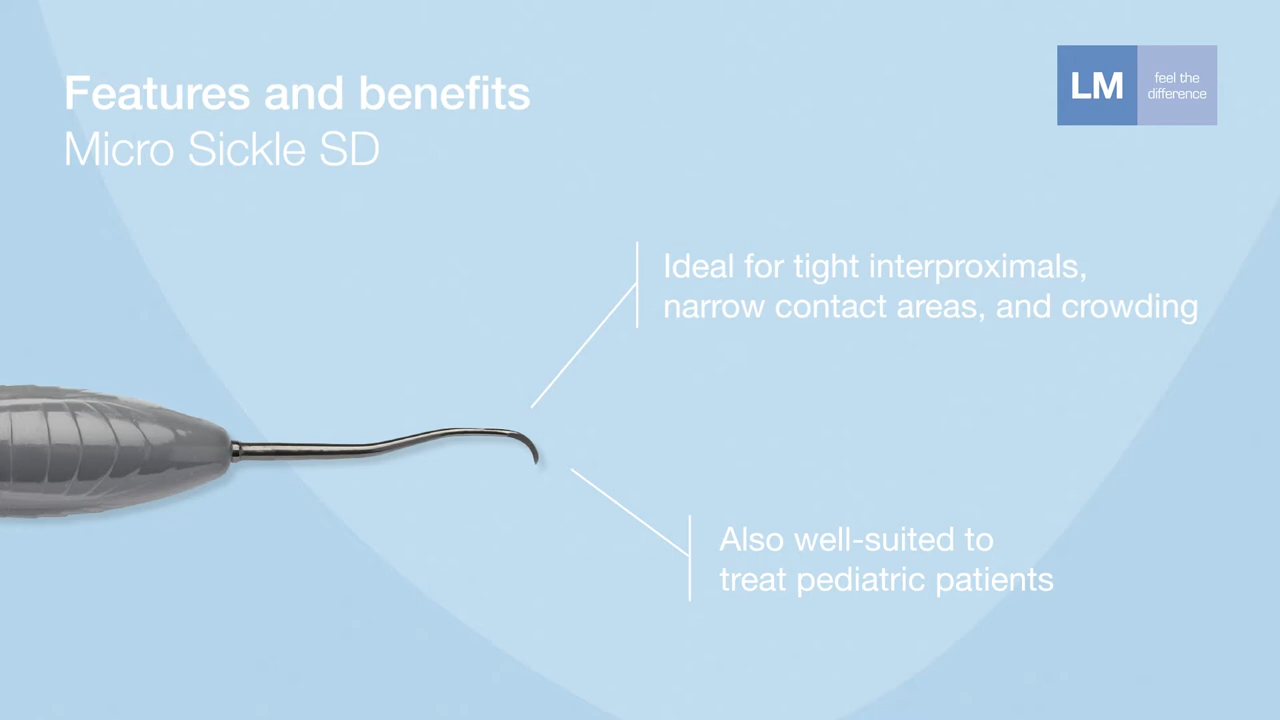 Features and benefits
Micro Sickle SD
LM
feel the
difference
Ideal for tight interproximals,
narrow contact areas, and crowding
Also well-suited to
treat pediatric patients